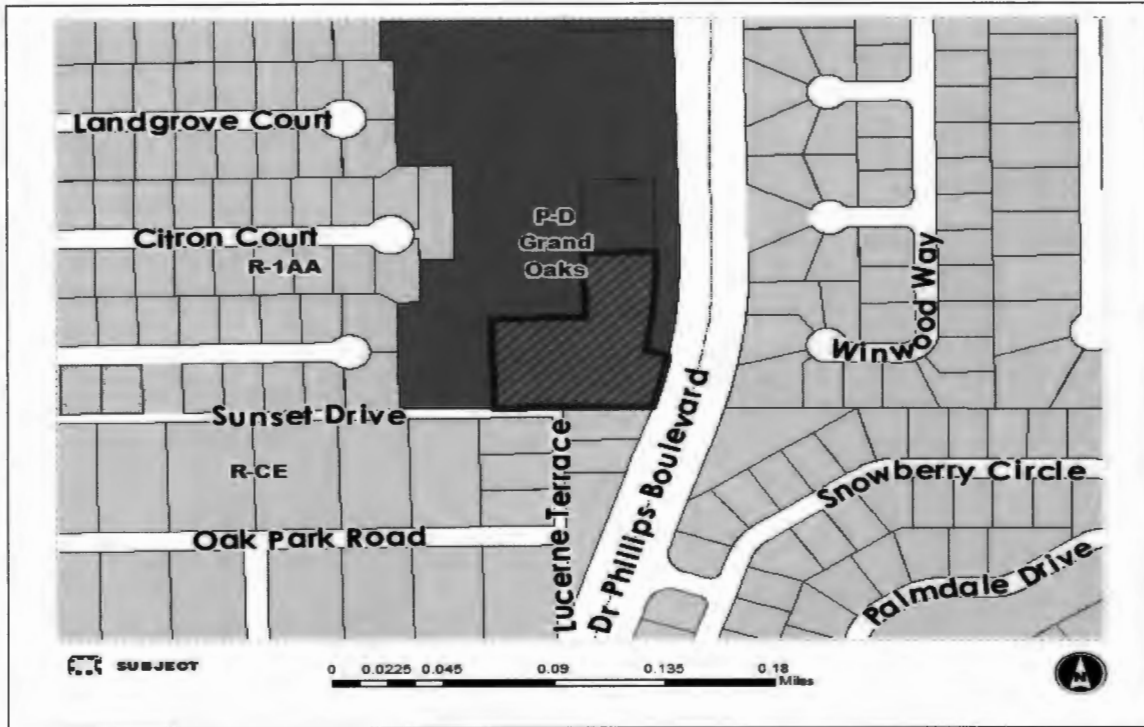 Landgrove Court
P-D
Grand
Oaks
Citron Court
R-1AA
Winwood Way
Sunset Drive
R-CE
Lucerne Terrace
Dr Phillips Boulevard
Snowberry Circle
Oak Park Road
Palmdale Drive
SUBJECT
0 0.0225 0.045 0.09 0.135 0.18
Miles
N